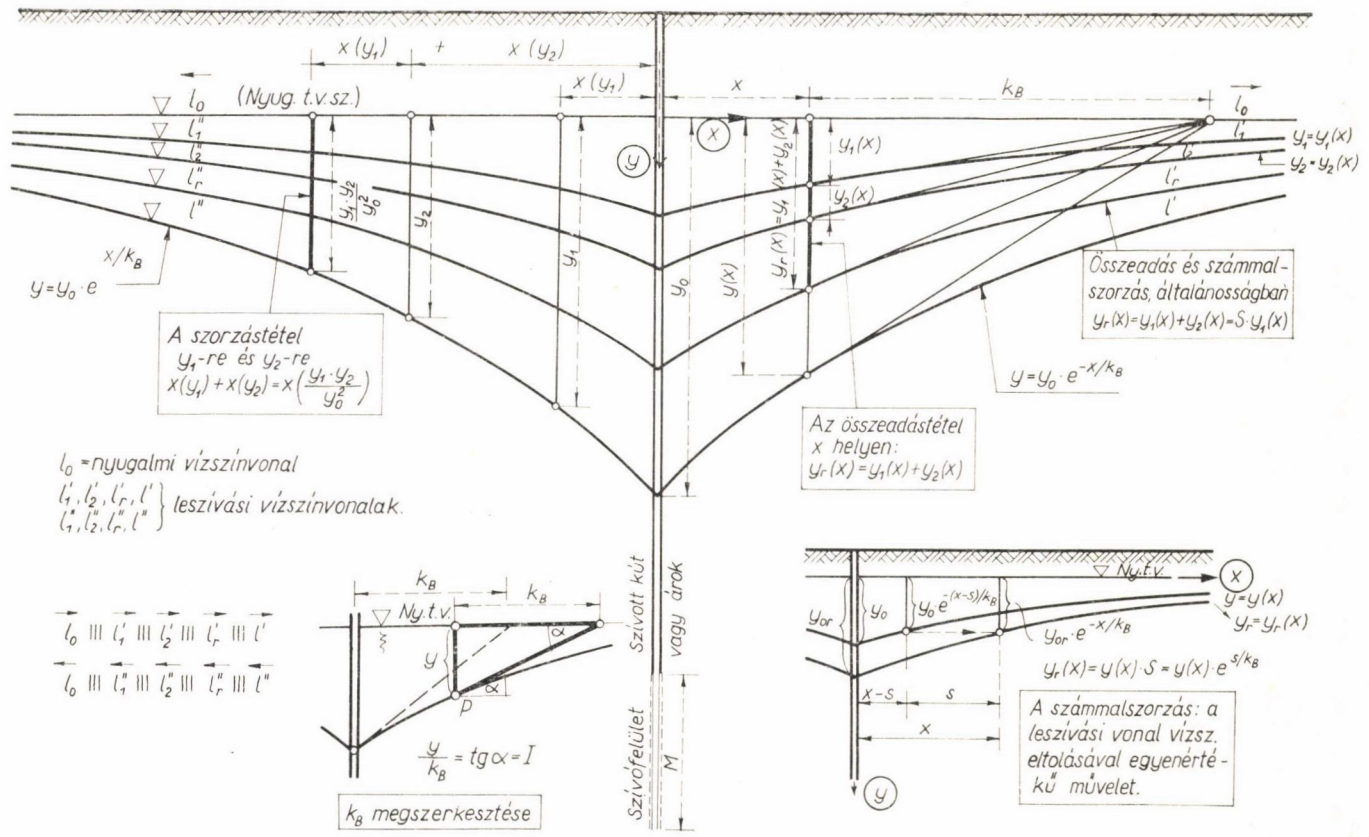 x(y₁) + x(y₂)
x(y₁)
x
k_B
l₀ (Nyug. t.v.sz.)
l₁"
l₂"
l_r"
l"
x
y
l₀
l₁'
l₂'
l_r'
l'
y₁=y₁(x)
y₂=y₂(x)
y₁·y₂/y₀²
y₂
y₁
y₀
y(x)
y_r(x)=y₁(x)+y₂(x)
y₁(x)
y₂(x)
y=y₀·e^x/k_B
A szorzástétel
y₁-re és y₂-re
x(y₁)+x(y₂)=x(y₁·y₂/y₀²)
Összeadás és számmal-
szorzás, általánosságban
y_r(x)=y₁(x)+y₂(x)=S·y₁(x)
y=y₀·e^-x/k_B
Az összeadástétel
x helyen:
y_r(x)=y₁(x)+y₂(x)
l₀=nyugalmi vízszínvonal
l₁', l₂', l_r', l'
l₁", l₂", l_r", l" } leszívási vízszínvonalak.
l₀ ||| l₁' ||| l₂' ||| l_r' ||| l'
l₀ ||| l₁" ||| l₂" ||| l_r" ||| l"
k_B
k_B
Ny.t.v.
α
y
α
P
y/k_B = tg α = I
k_B megszerkesztése
Szívott kút
vagy árok
Szívófelület
M
Ny.t.v.
x
y_or
y₀
y₀·e^-(x-s)/k_B
y_or·e^-x/k_B
y=y(x)
y_r=y_r(x)
y_r(x)=y(x)·S=y(x)·e^s/k_B
x-s
s
x
y
A számmalszorzás: a
leszívási vonal vízsz.
eltolásával egyenérté-
kű művelet.